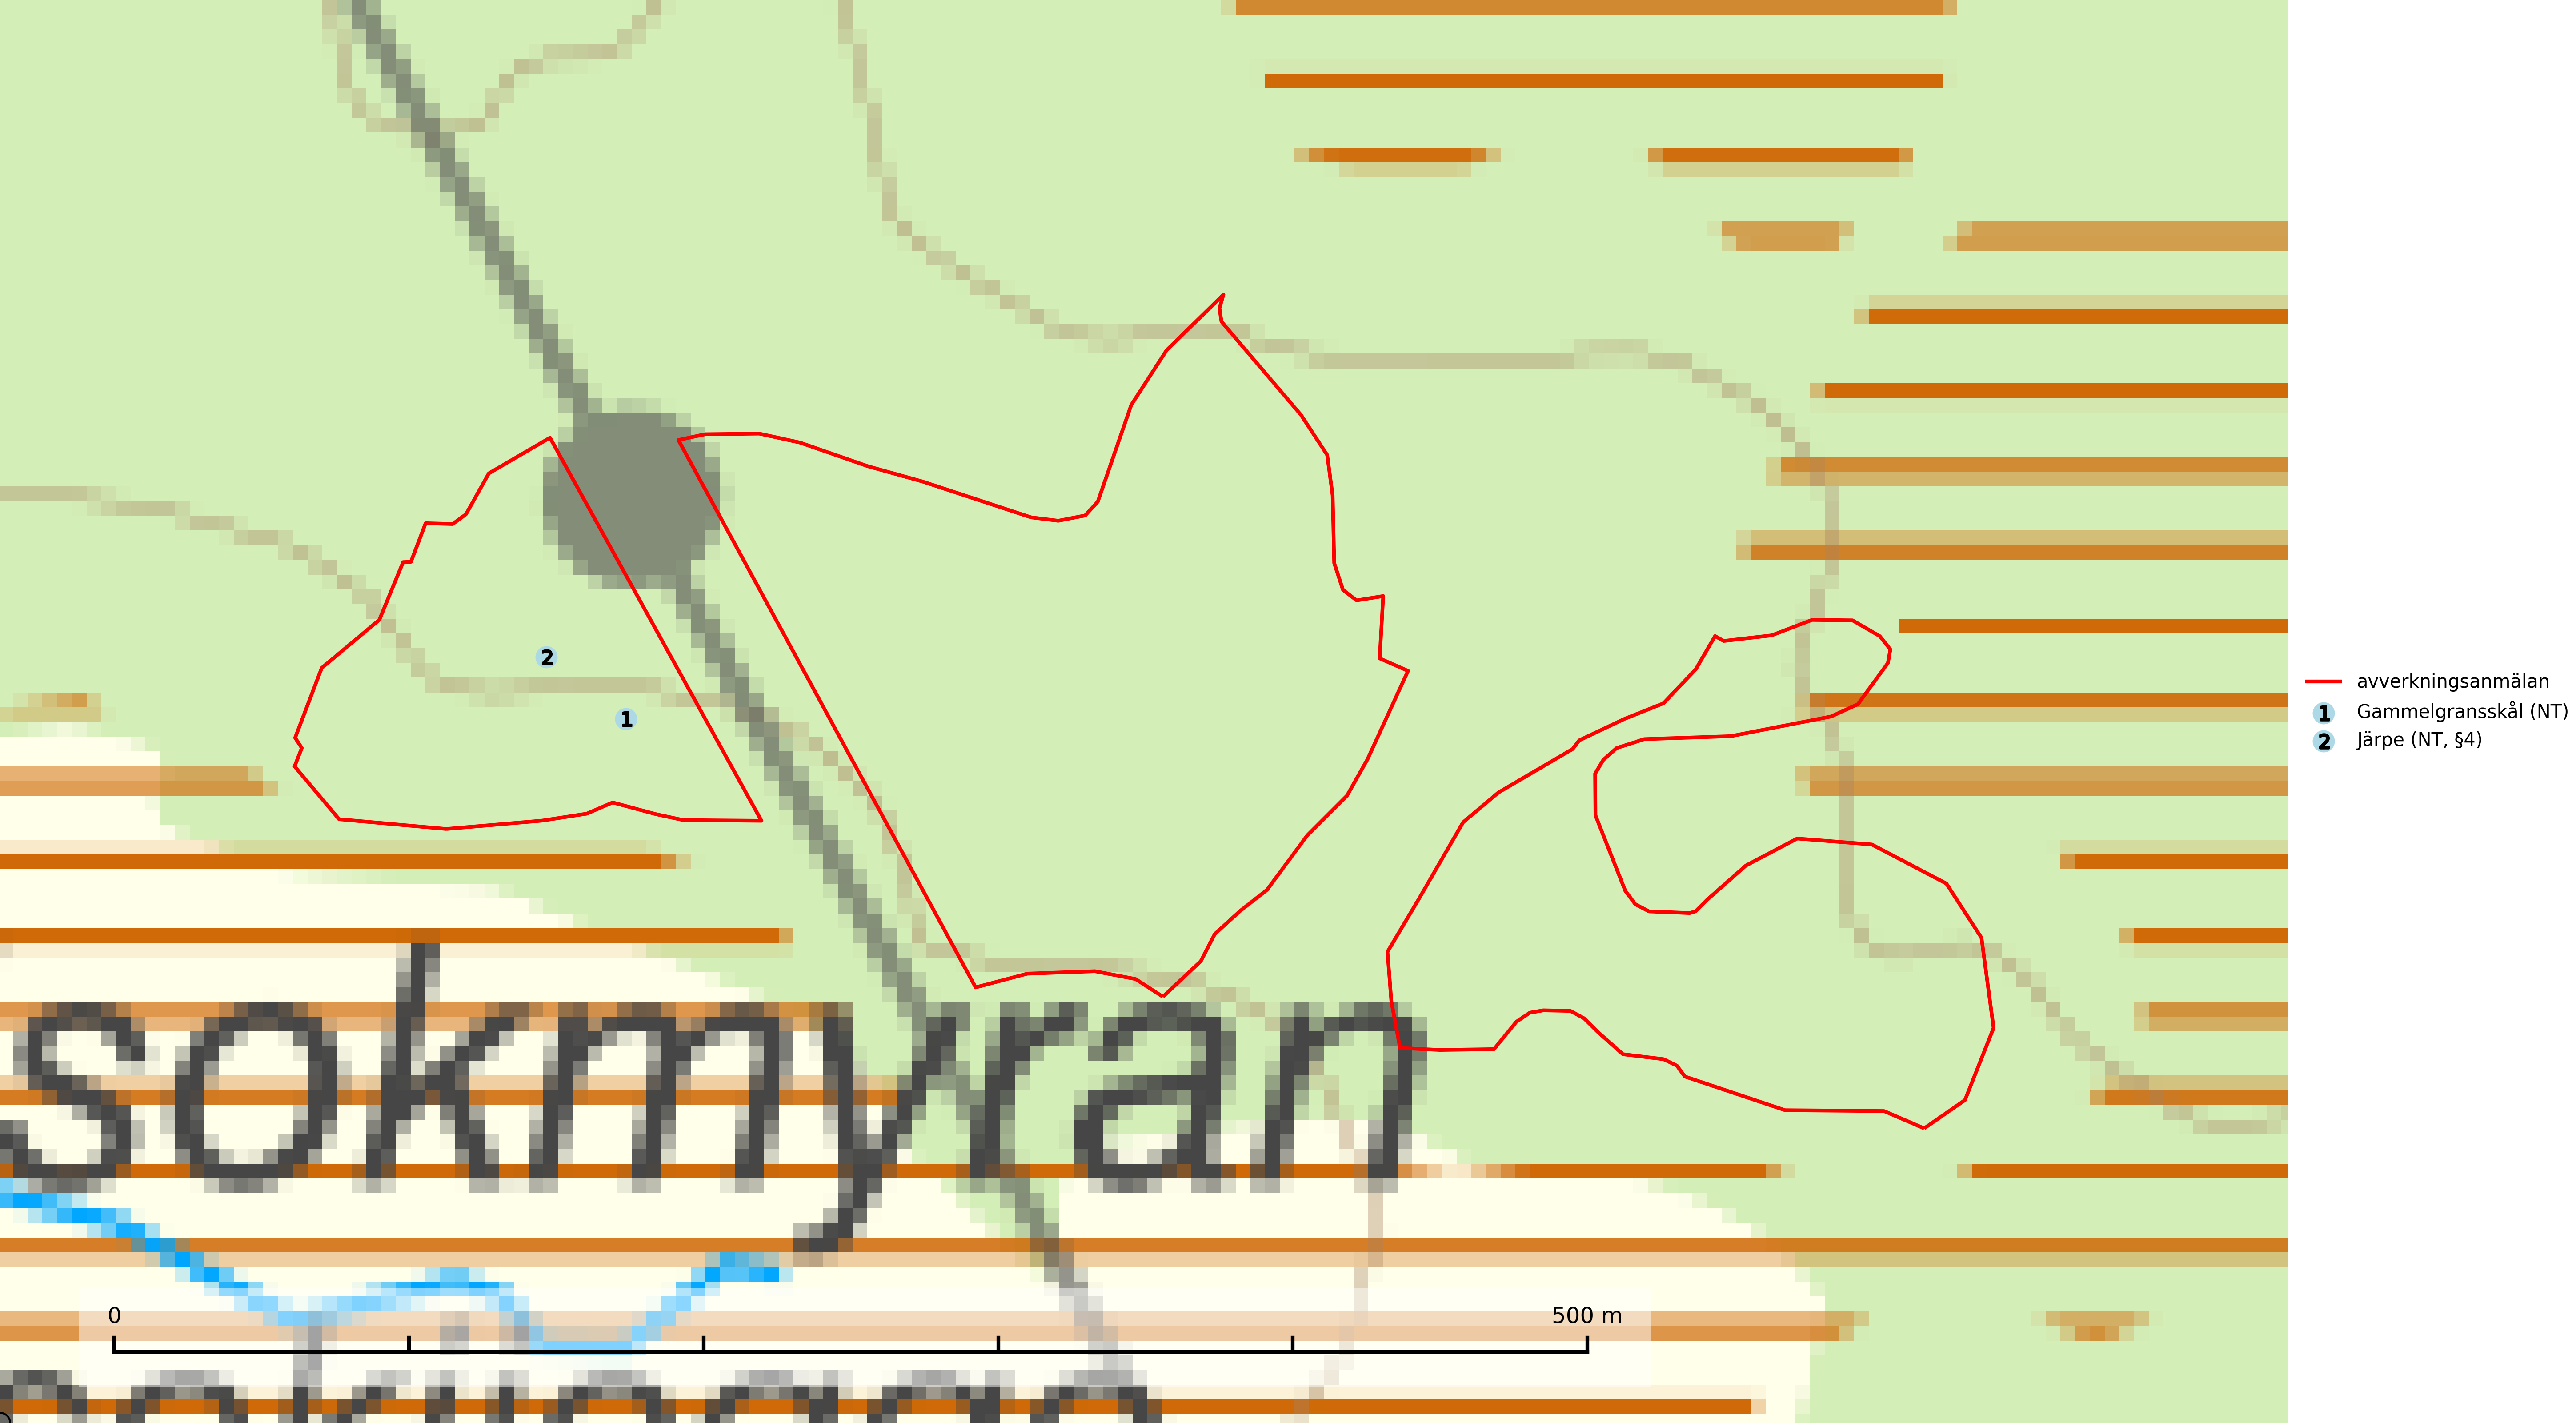 2
1
sokmyran
0 500 m
avverkningsanmälan
1 Gammelgransskål (NT)
2 Järpe (NT, §4)